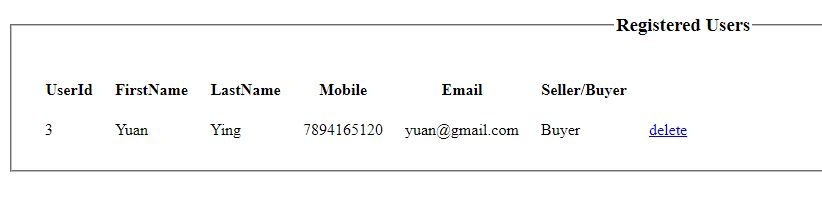 Registered Users
UserId FirstName LastName Mobile Email Seller/Buyer
3 Yuan Ying 7894165120 yuan@gmail.com Buyer delete